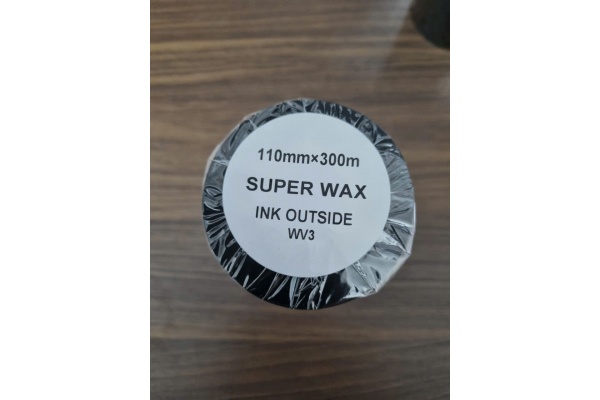 110mm×300m
SUPER WAX
INK OUTSIDE
WV3